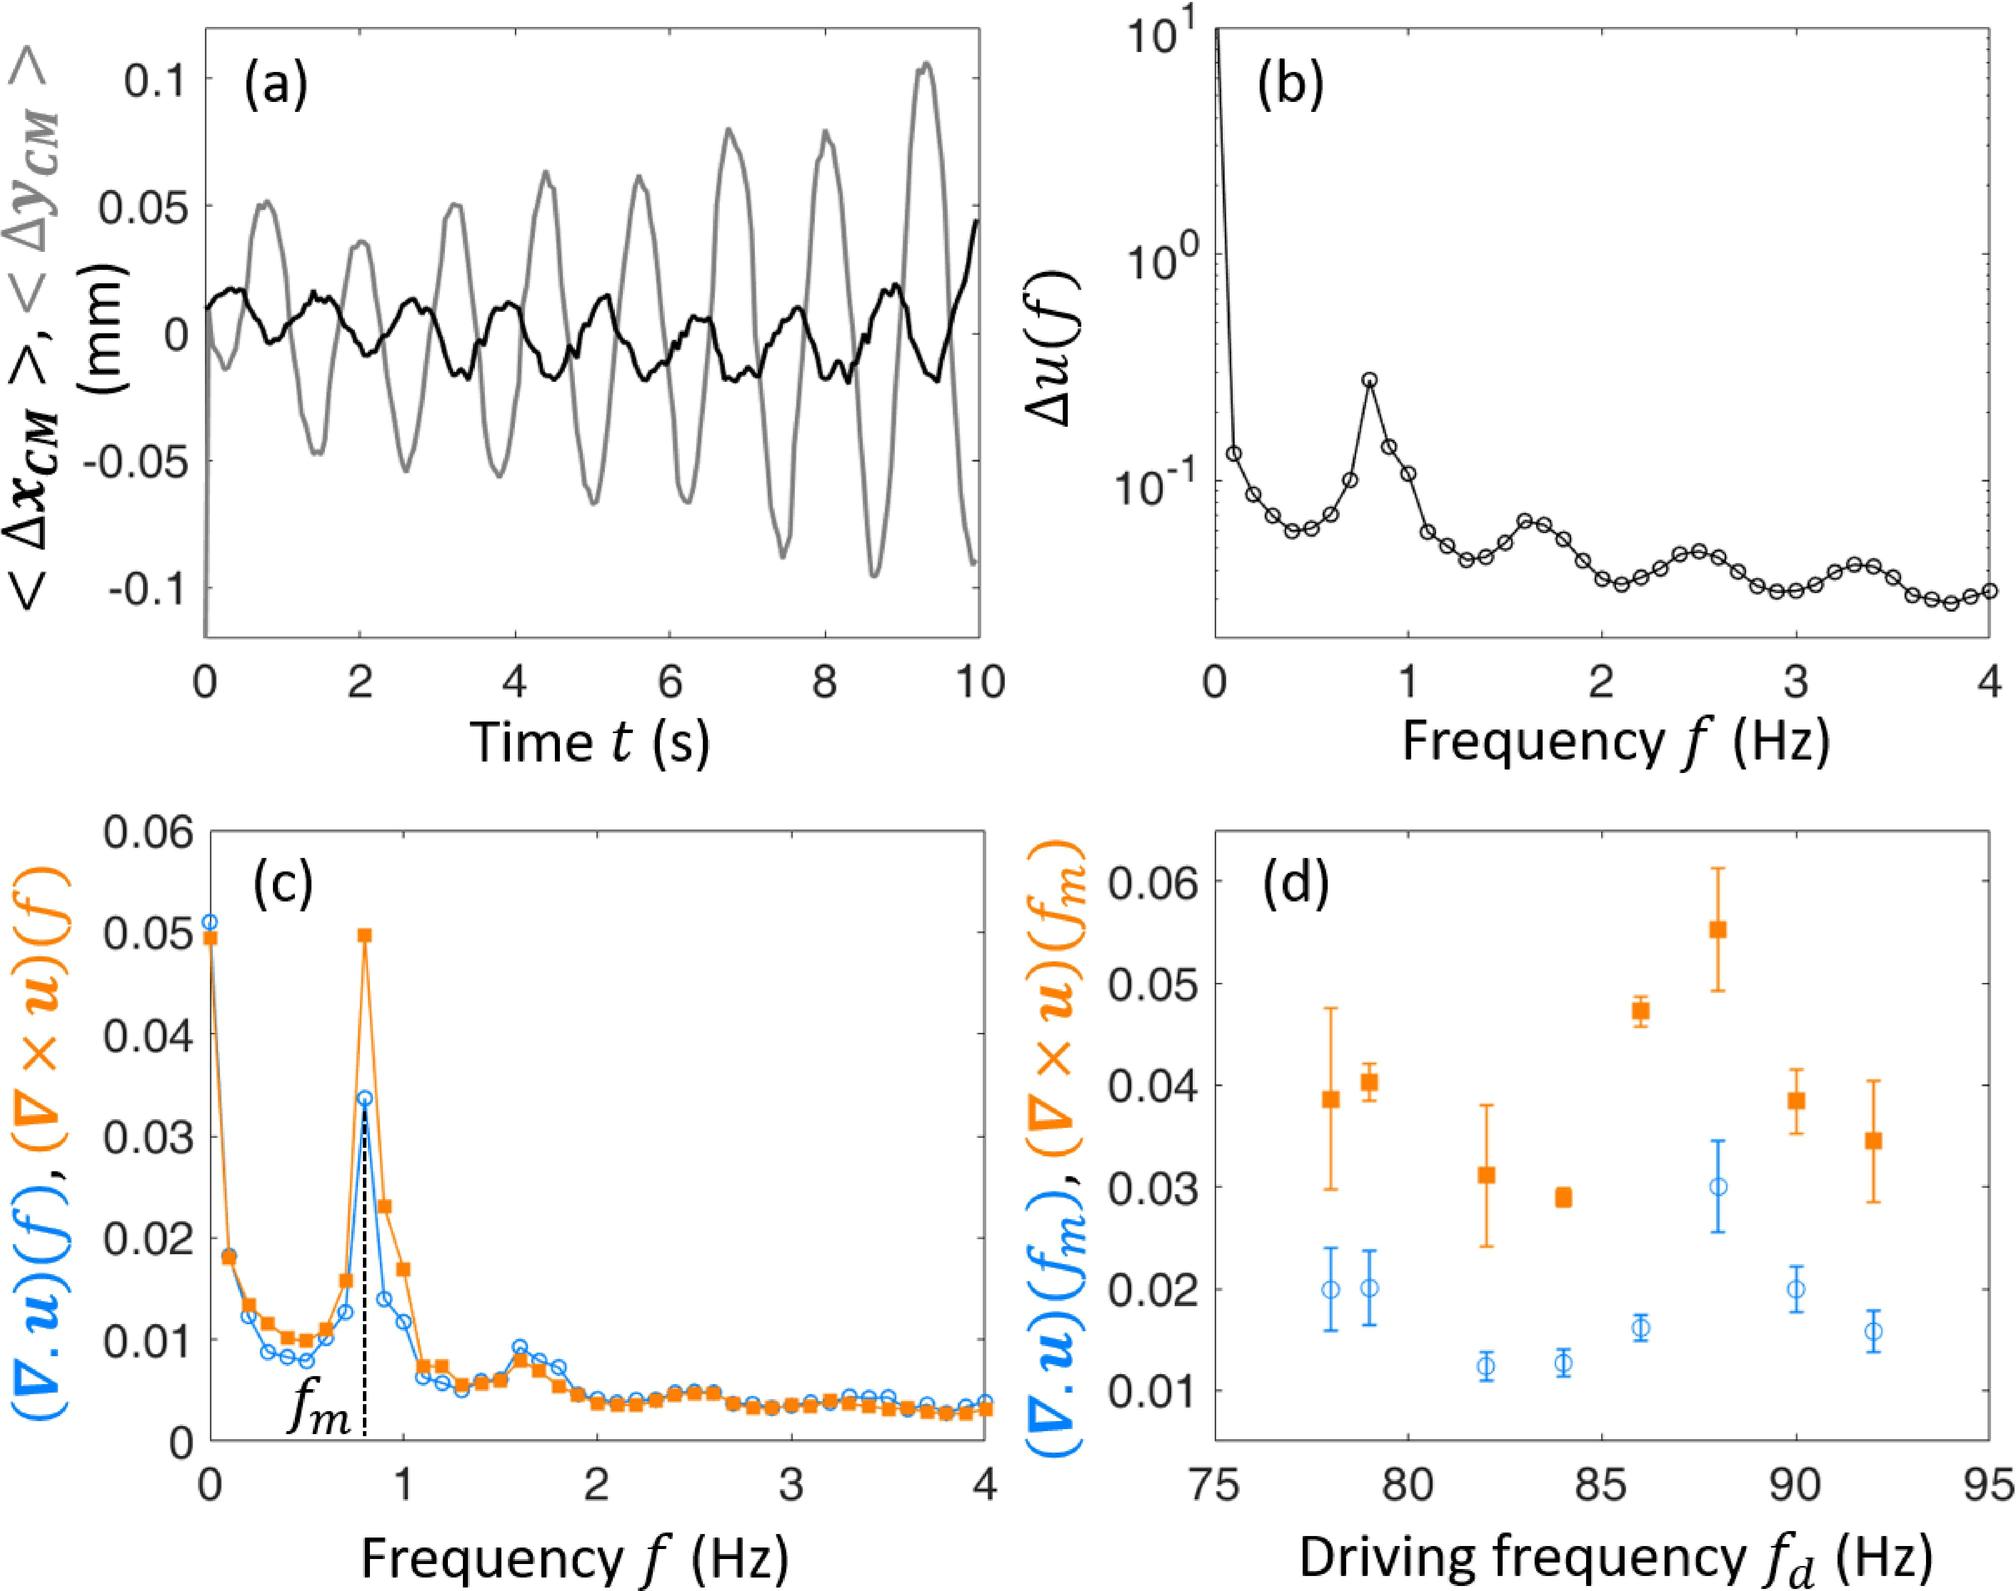 (a)
< Δx_CM >, < Δy_CM >
(mm)
0.1
0.05
0
-0.05
-0.1
0 2 4 6 8 10
Time t (s)
(b)
Δu(f)
10^1
10^0
10^-1
0 1 2 3 4
Frequency f (Hz)
(c)
(∇. u)(f), (∇ × u)(f)
0.06
0.05
0.04
0.03
0.02
0.01
0
f_m
0 1 2 3 4
Frequency f (Hz)
(d)
(∇. u)(f_m), (∇ × u)(f_m)
0.06
0.05
0.04
0.03
0.02
0.01
75 80 85 90 95
Driving frequency f_d (Hz)